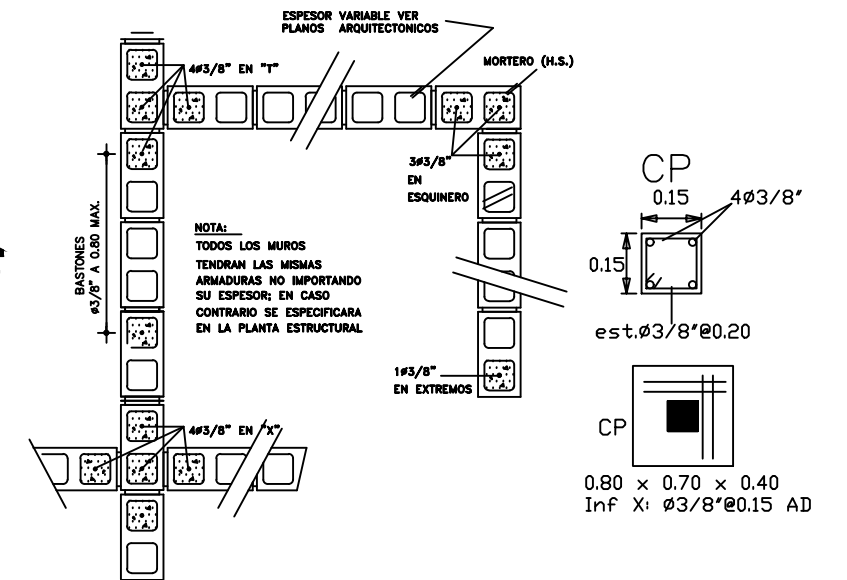 ESPESOR VARIABLE VER
PLANOS ARQUITECTONICOS
MORTERO (H.S.)
4ø3/8" EN "T"
3ø3/8"
EN
ESQUINERO
BASTONES
ø3/8" A 0.80 MAX.
NOTA:
TODOS LOS MUROS
TENDRAN LAS MISMAS
ARMADURAS NO IMPORTANDO
SU ESPESOR; EN CASO
CONTRARIO SE ESPECIFICARA
EN LA PLANTA ESTRUCTURAL
1ø3/8"
EN EXTREMOS
4ø3/8" EN "X"
CP
0.15
4ø3/8"
0.15
est.ø3/8"@0.20
CP
0.80 x 0.70 x 0.40
Inf X: ø3/8"@0.15 AD